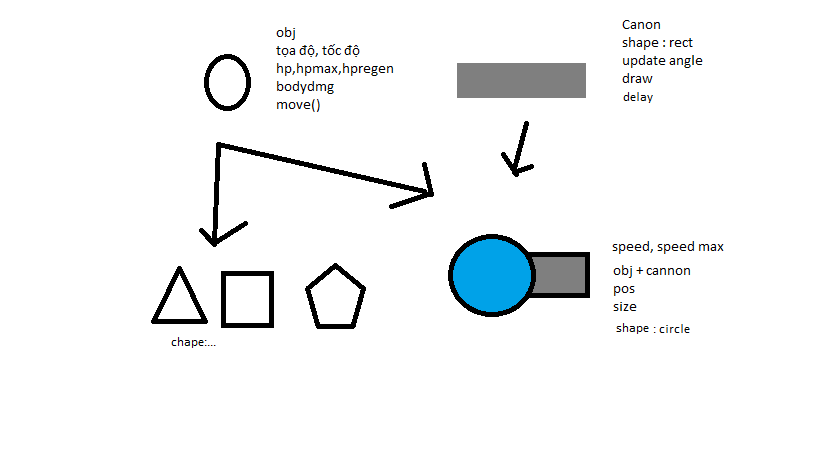 obj
tọa độ, tốc độ
hp,hpmax,hpregen
bodydmg
move()
Canon
shape : rect
update angle
draw
delay
chape:...
speed, speed max
obj + cannon
pos
size
shape : circle